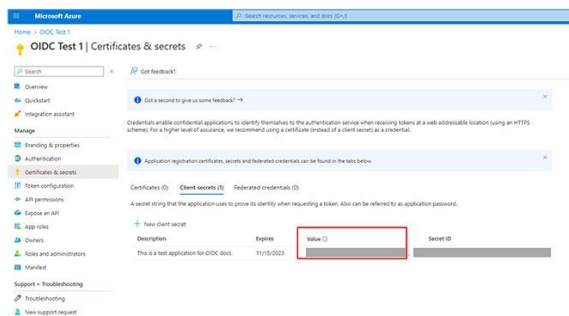 Microsoft Azure
Search resources, services, and docs (G+/)
Home > OIDC Test 1
OIDC Test 1 | Certificates & secrets
Search
Got feedback?
Overview
Quickstart
Integration assistant
Got a second to give us some feedback? →
Credentials enable confidential applications to identify themselves to the authentication service when receiving tokens at a web addressable location (using an HTTPS
scheme). For a higher level of assurance, we recommend using a certificate (instead of a client secret) as a credential.
Manage
Branding & properties
Authentication
Certificates & secrets
Token configuration
API permissions
Expose an API
App roles
Owners
Roles and administrators
Manifest
Application registration certificates, secrets and federated credentials can be found in the tabs below.
Certificates (0) Client secrets (1) Federated credentials (0)
A secret string that the application uses to prove its identity when requesting a token. Also can be referred to as application password.
New client secret
Description Expires Value Secret ID
This is a test application for OIDC docs. 11/15/2023
Support + Troubleshooting
Troubleshooting
New support request